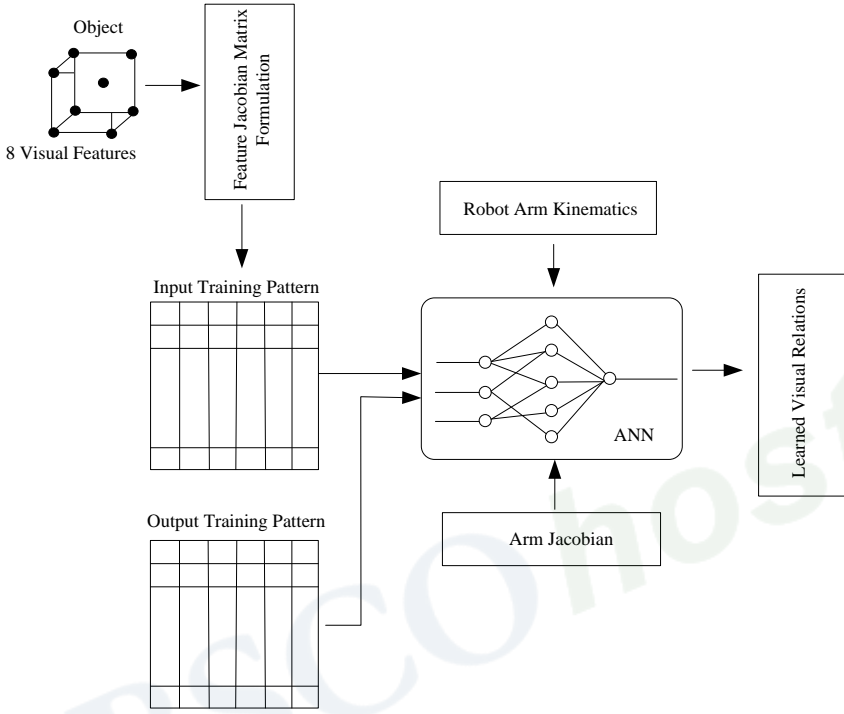 Object
8 Visual Features
Feature Jacobian Matrix
Formulation
Input Training Pattern
Output Training Pattern
Robot Arm Kinematics
ANN
Arm Jacobian
Learned Visual Relations
SCOhost